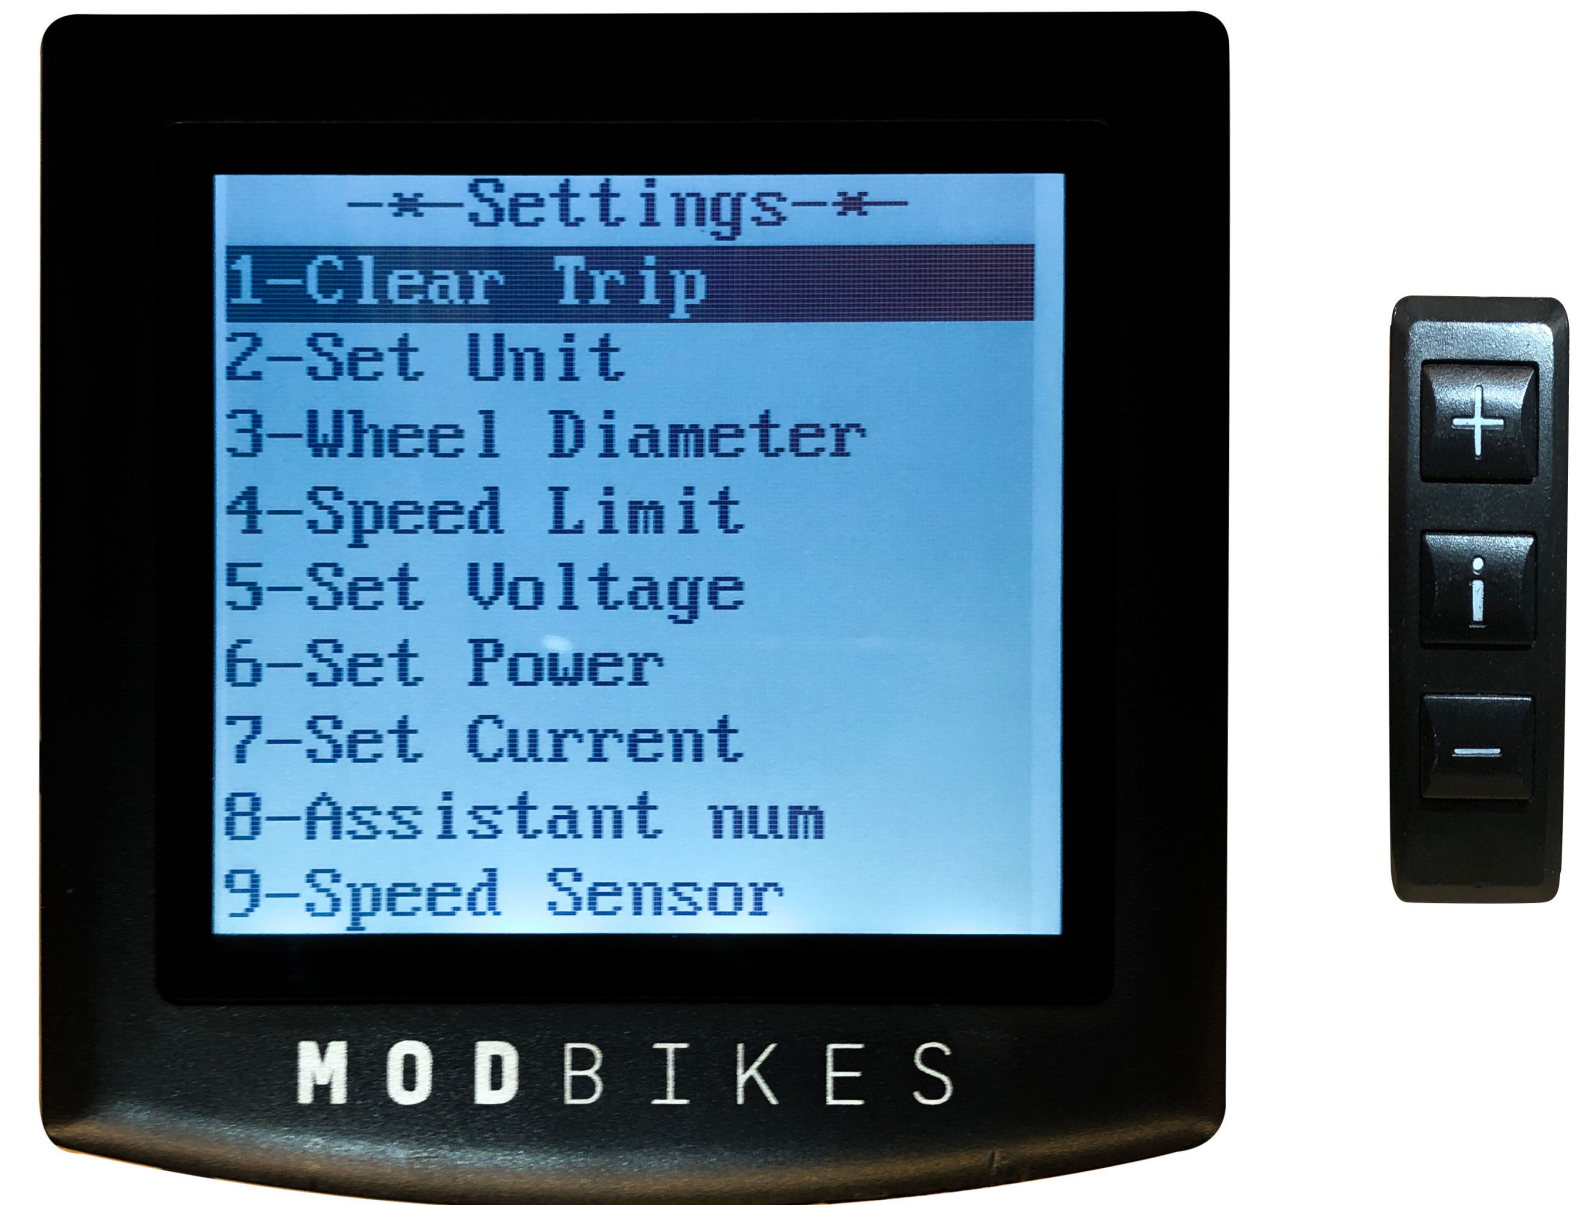 -*-Settings-*-
1-Clear Trip
2-Set Unit
3-Wheel Diameter
4-Speed Limit
5-Set Voltage
6-Set Power
7-Set Current
8-Assistant num
9-Speed Sensor
MODBIKES
+
i
-